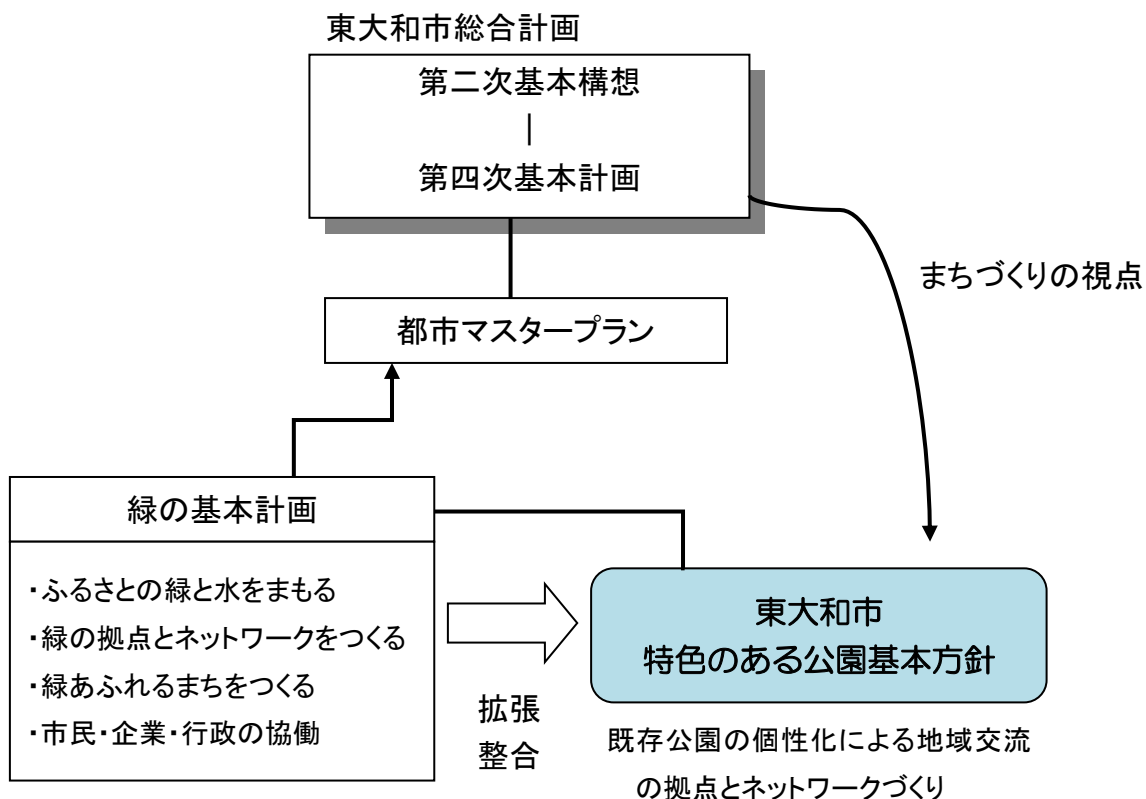 東大和市総合計画
第二次基本構想
|
第四次基本計画
まちづくりの視点
都市マスタープラン
緑の基本計画
・ふるさとの緑と水をまもる
・緑の拠点とネットワークをつくる
・緑あふれるまちをつくる
・市民・企業・行政の協働
拡張
整合
東大和市
特色のある公園基本方針
既存公園の個性化による地域交流
の拠点とネットワークづくり